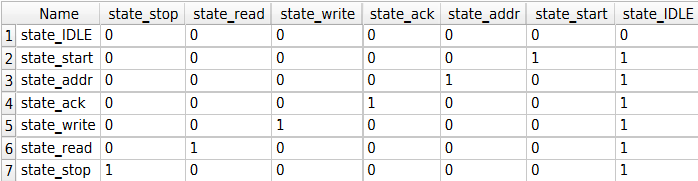 Name state_stop state_read state_write state_ack state_addr state_start state_IDLE
1 state_IDLE 0 0 0 0 0 0 0
2 state_start 0 0 0 0 0 1 1
3 state_addr 0 0 0 0 1 0 1
4 state_ack 0 0 0 1 0 0 1
5 state_write 0 0 1 0 0 0 1
6 state_read 0 1 0 0 0 0 1
7 state_stop 1 0 0 0 0 0 1